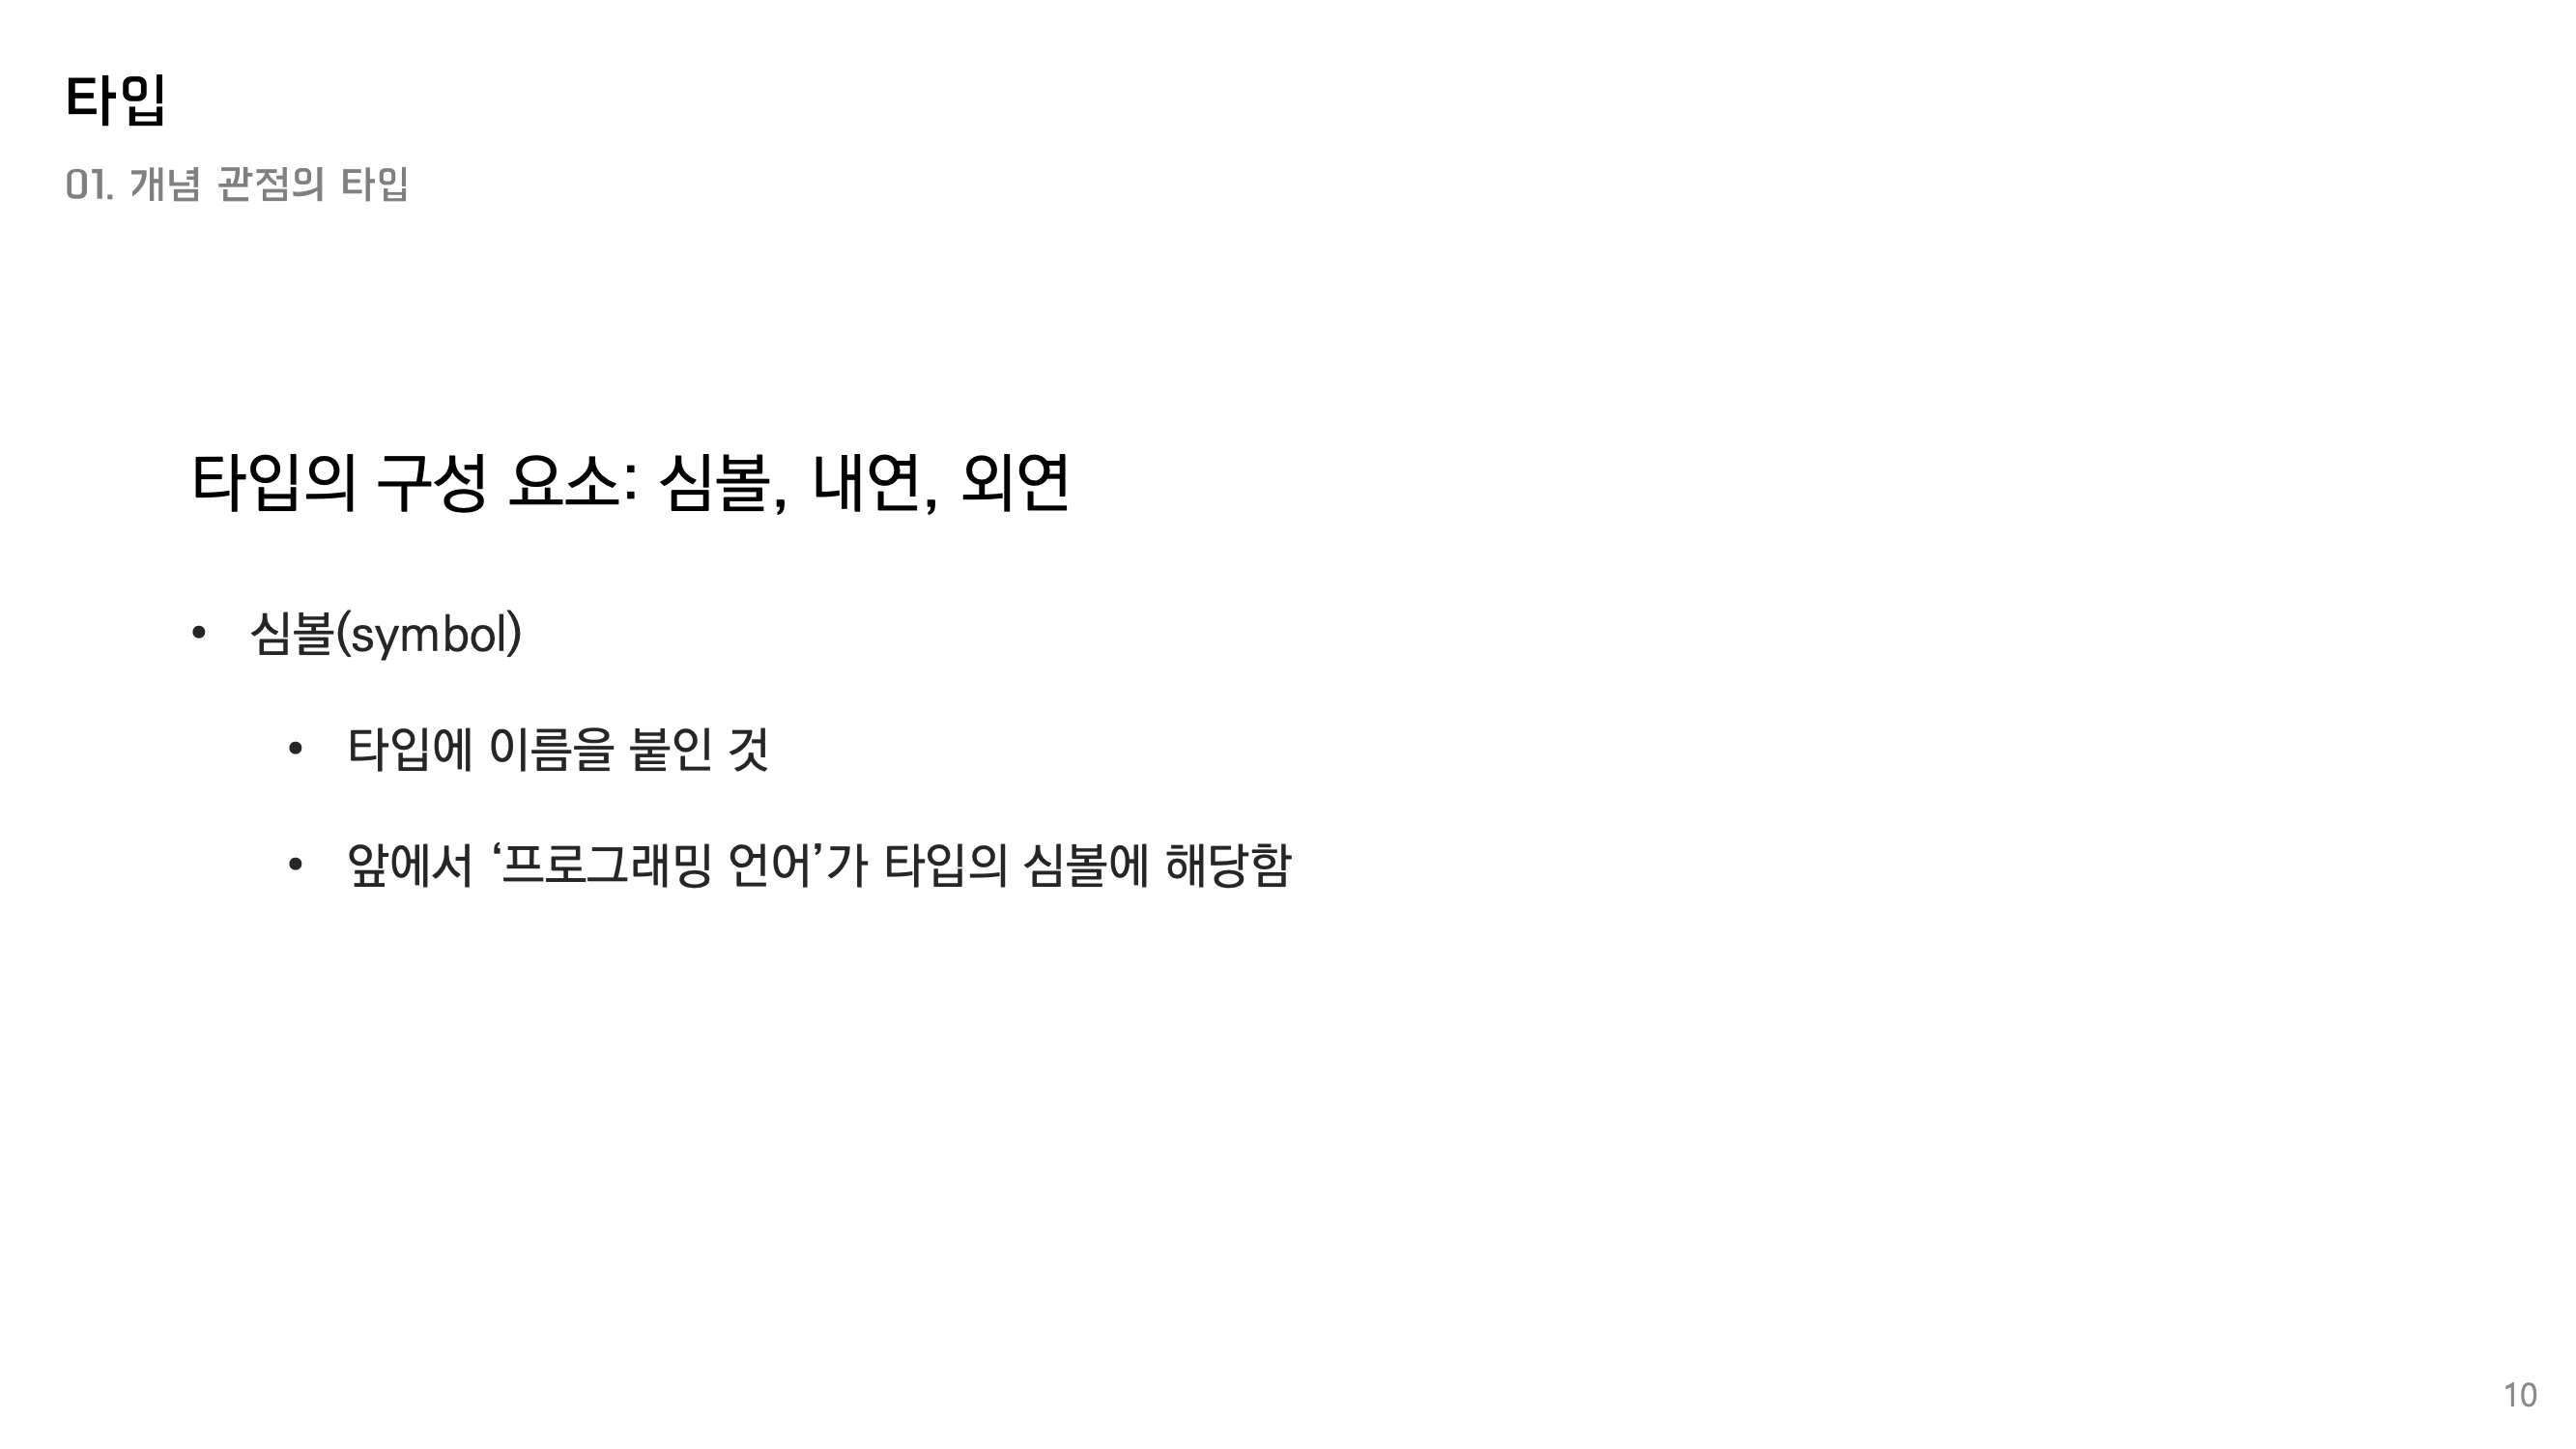 타입
01. 개념 관점의 타입
타입의 구성 요소: 심볼, 내연, 외연
• 심볼(symbol)
• 타입에 이름을 붙인 것
• 앞에서 ‘프로그래밍 언어’가 타입의 심볼에 해당함
10